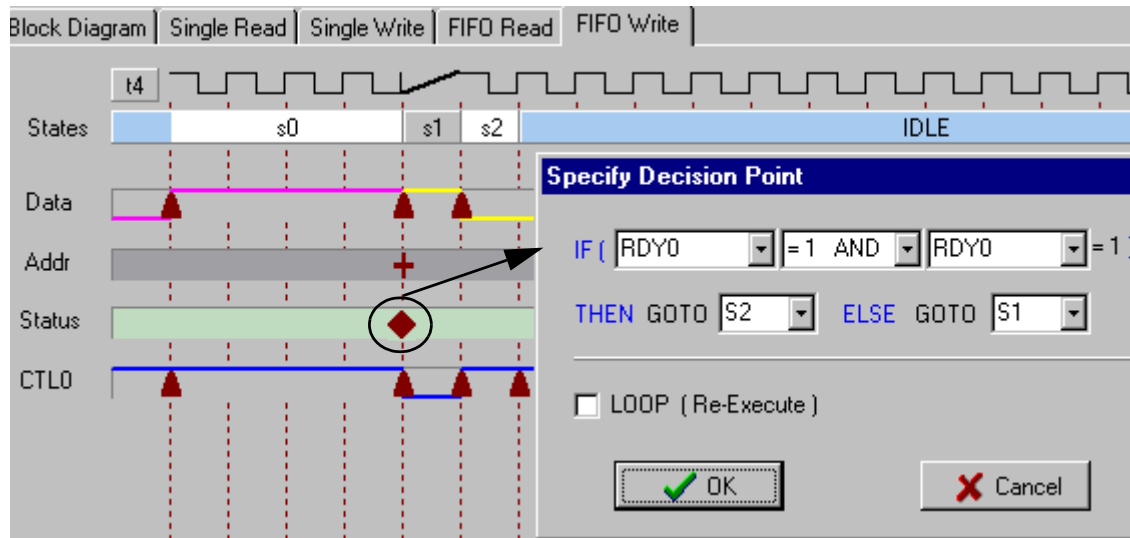 Block Diagram Single Read Single Write FIFO Read FIFO Write
t4
States s0 s1 s2 IDLE
Specify Decision Point
Data
IF ( RDY0 = 1 AND RDY0 = 1 )
Addr
THEN GOTO S2 ELSE GOTO S1
Status
CTL0
LOOP ( Re-Execute )
OK Cancel